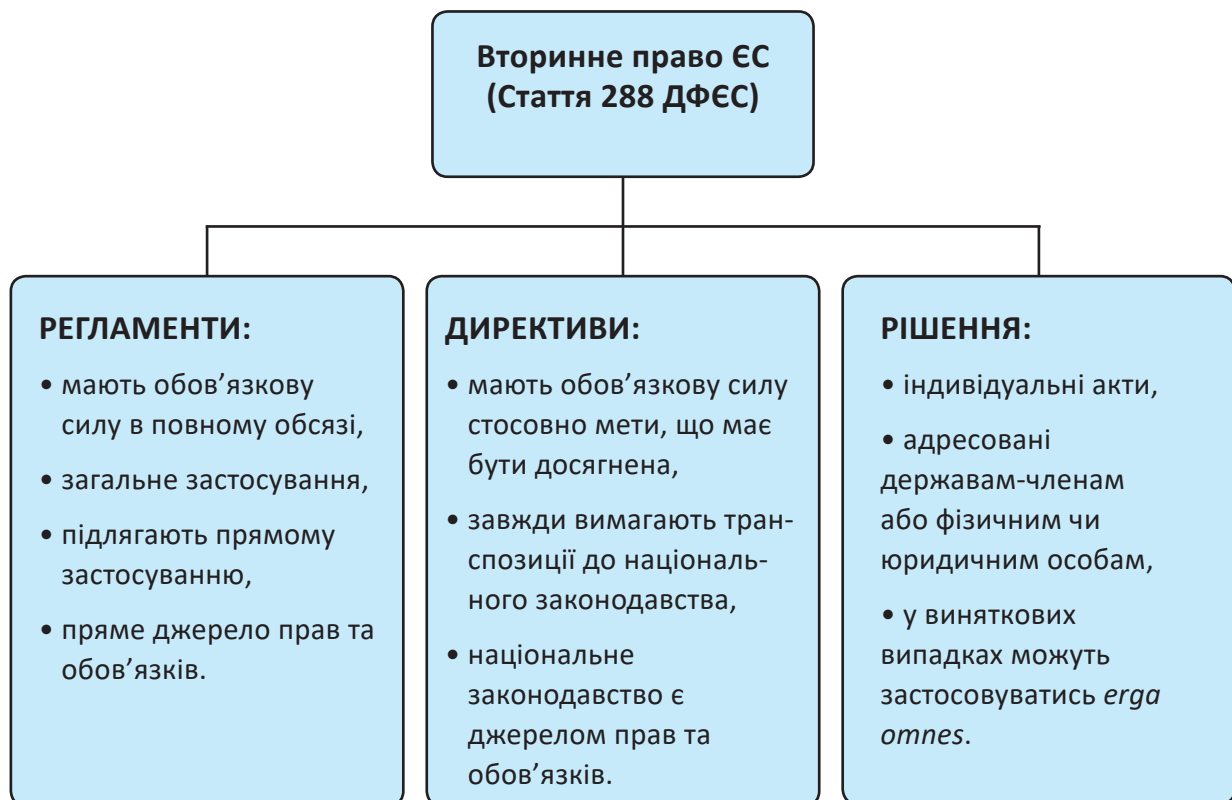 Вторинне право ЄС
(Стаття 288 ДФЄС)
РЕГЛАМЕНТИ:
• мають обов’язкову
силу в повному обсязі,
• загальне застосування,
• підлягають прямому
застосуванню,
• пряме джерело прав та
обов’язків.
ДИРЕКТИВИ:
• мають обов’язкову силу
стосовно мети, що має
бути досягнена,
• завжди вимагають тран-
спозиції до національ-
ного законодавства,
• національне
законодавство є
джерелом прав та
обов’язків.
РІШЕННЯ:
• індивідуальні акти,
• адресовані
державам-членам
або фізичним чи
юридичним особам,
• у виняткових
випадках можуть
застосовуватись erga
omnes.